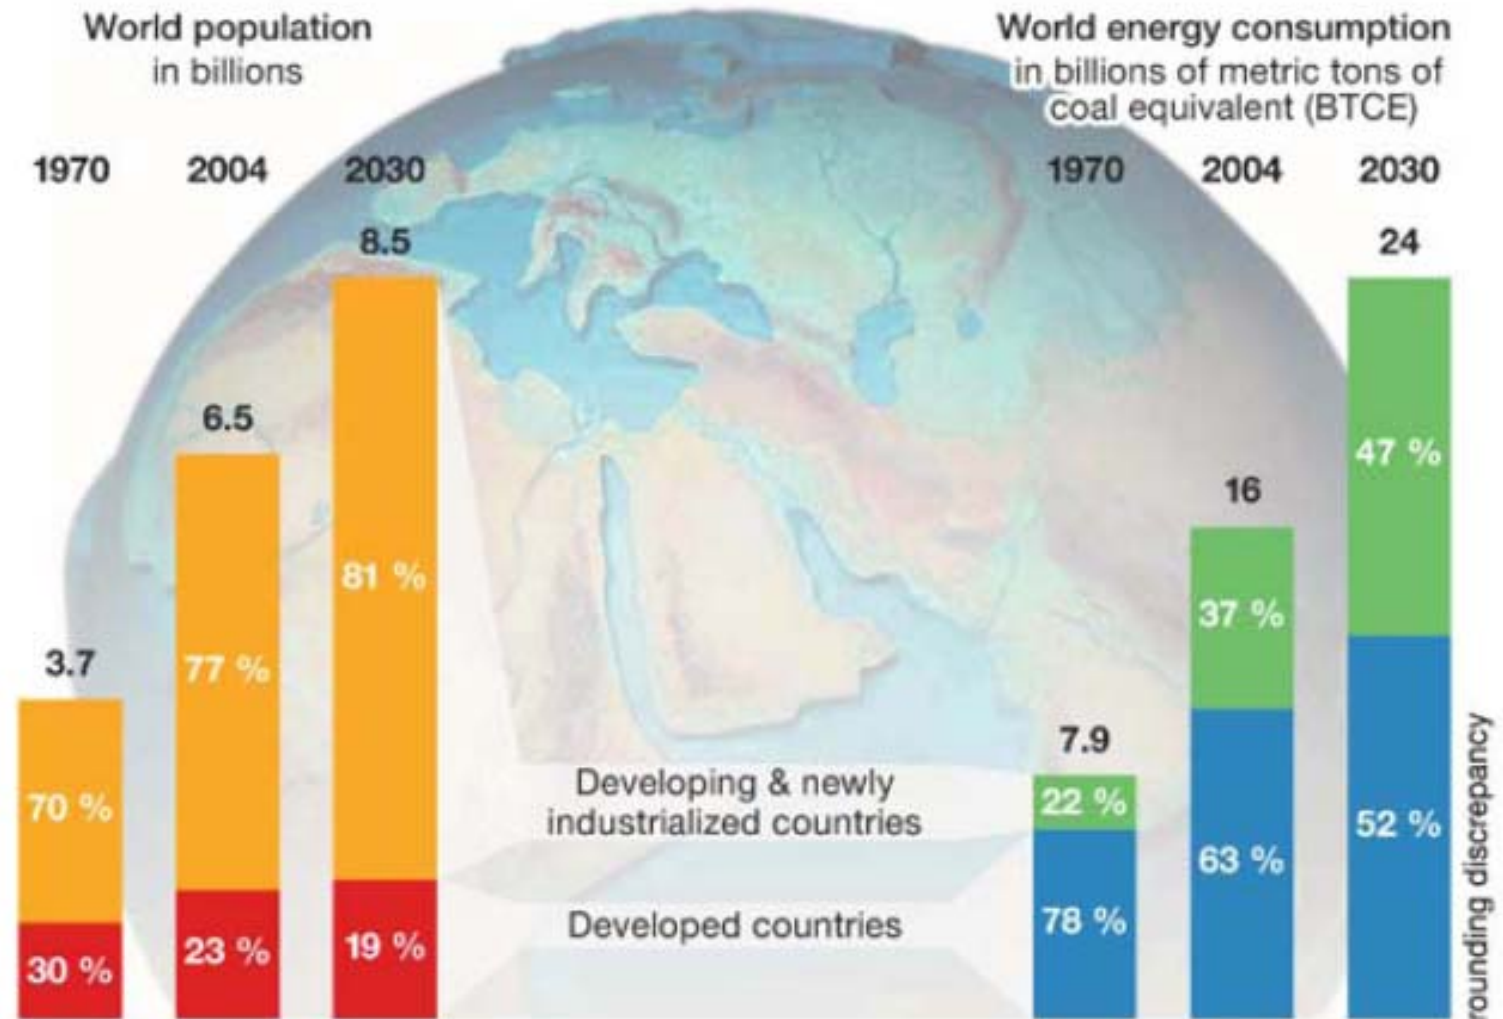 World population
in billions
1970 2004 2030
3.7
6.5
8.5
70 %
77 %
81 %
30 %
23 %
19 %
World energy consumption
in billions of metric tons of
coal equivalent (BTCE)
1970 2004 2030
7.9
16
24
22 %
37 %
47 %
78 %
63 %
52 %
Developing & newly
industrialized countries
Developed countries
rounding discrepancy